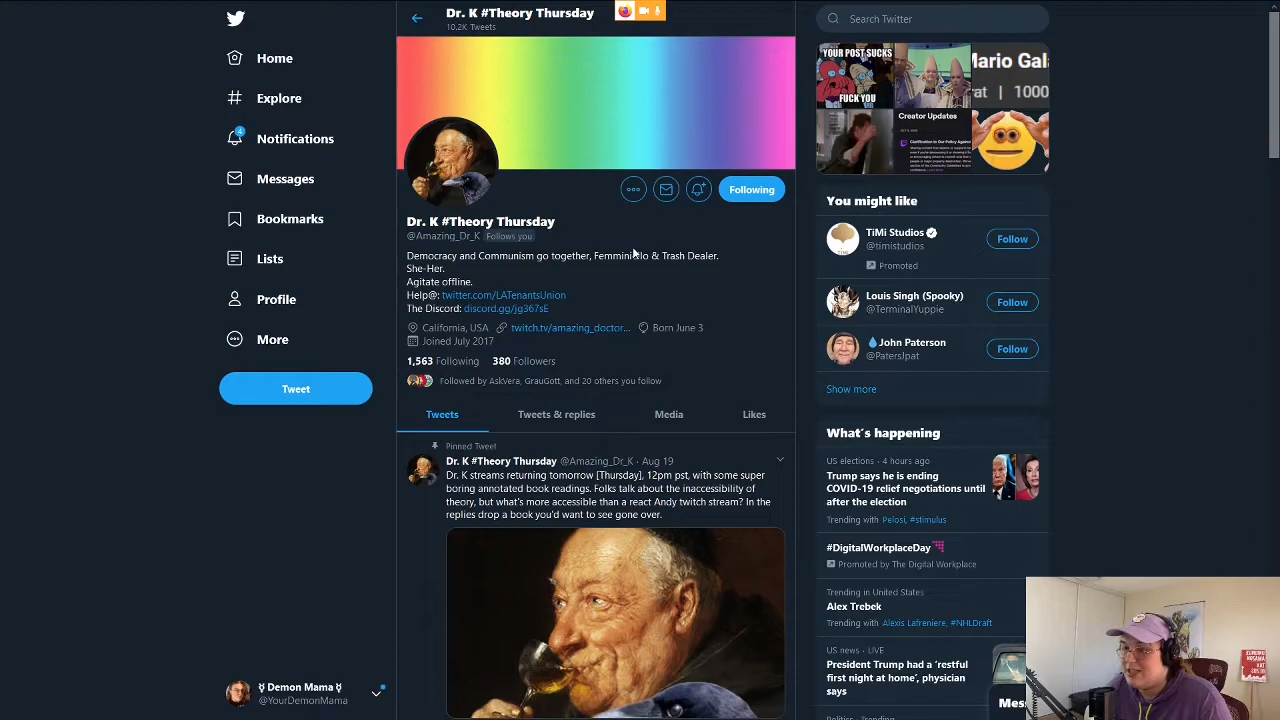 Home
Explore
4
Notifications
Messages
Bookmarks
Lists
Profile
More
Tweet
☿ Demon Mama ☿
@YourDemonMama
Dr. K #Theory Thursday
10.2K Tweets
Following
Dr. K #Theory Thursday
@Amazing_Dr_K Follows you
Democracy and Communism go together, Femmini
o & Trash Dealer.
She-Her.
Agitate offline.
Help@: twitter.com/LATenantsUnion
The Discord: discord.gg/jg367sE
California, USA twitch.tv/amazing_doctor... Born June 3
Joined July 2017
1,563 Following 380 Followers
Followed by AskVera, GrauGott, and 20 others you follow
Tweets Tweets & replies Media Likes
Pinned Tweet
Dr. K #Theory Thursday @Amazing_Dr_K · Aug 19
Dr. K streams returning tomorrow [Thursday], 12pm pst, with some super
boring annotated book readings. Folks talk about the inaccessibility of
theory, but what's more accessible than a react Andy twitch stream? In the
replies drop a book you'd want to see gone over.
Search Twitter
YOUR POST SUCKS
FUCK YOU
Mario Gal
rat | 1000
Creator Updates
You might like
TiMi Studios
@timistudios
Follow
Promoted
Louis Singh (Spooky)
@TerminalYuppie
Follow
John Paterson
@PatersJpat
Follow
Show more
What's happening
US elections · 4 hours ago
Trump says he is ending
COVID-19 relief negotiations until
after the election
Trending with Pelosi, #stimulus
#DigitalWorkplaceDay
Promoted by The Digital Workplace
Trending in United States
Alex Trebek
Trending with Alexis Lafreniere, #NHLDraft
US news · LIVE
President Trump had a 'restful
first night at home', physician
says
Mess